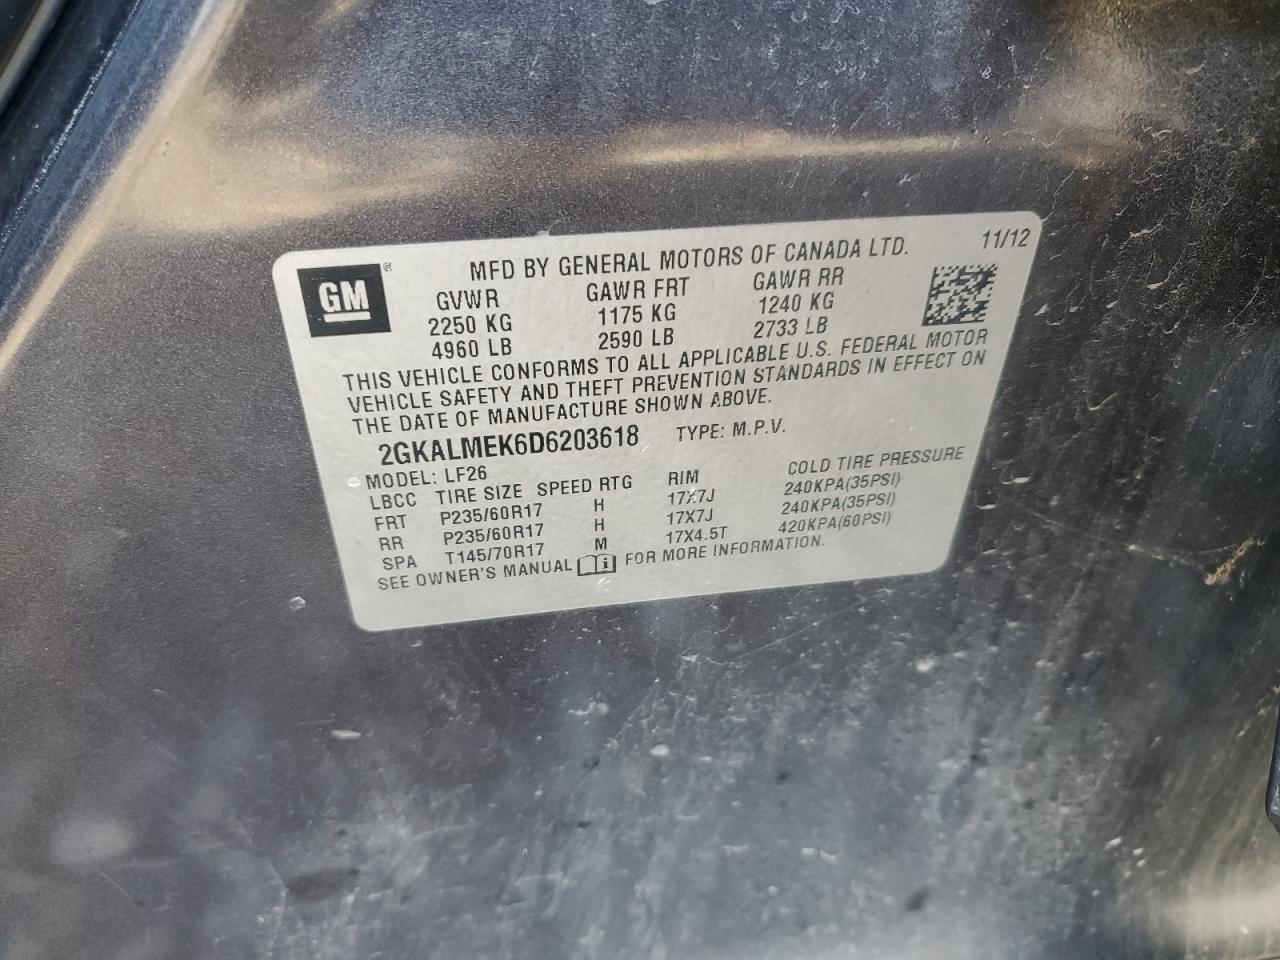 GM ®
MFD BY GENERAL MOTORS OF CANADA LTD. 11/12
GVWR GAWR FRT GAWR RR
2250 KG 1175 KG 1240 KG
4960 LB 2590 LB 2733 LB
THIS VEHICLE CONFORMS TO ALL APPLICABLE U.S. FEDERAL MOTOR
VEHICLE SAFETY AND THEFT PREVENTION STANDARDS IN EFFECT ON
THE DATE OF MANUFACTURE SHOWN ABOVE.
2GKALMEK6D6203618 TYPE: M.P.V.
MODEL: LF26
LBCC TIRE SIZE SPEED RTG RIM COLD TIRE PRESSURE
FRT P235/60R17 H 17X7J 240KPA(35PSI)
RR P235/60R17 H 17X7J 240KPA(35PSI)
SPA T145/70R17 M 17X4.5T 420KPA(60PSI)
SEE OWNER'S MANUAL FOR MORE INFORMATION.